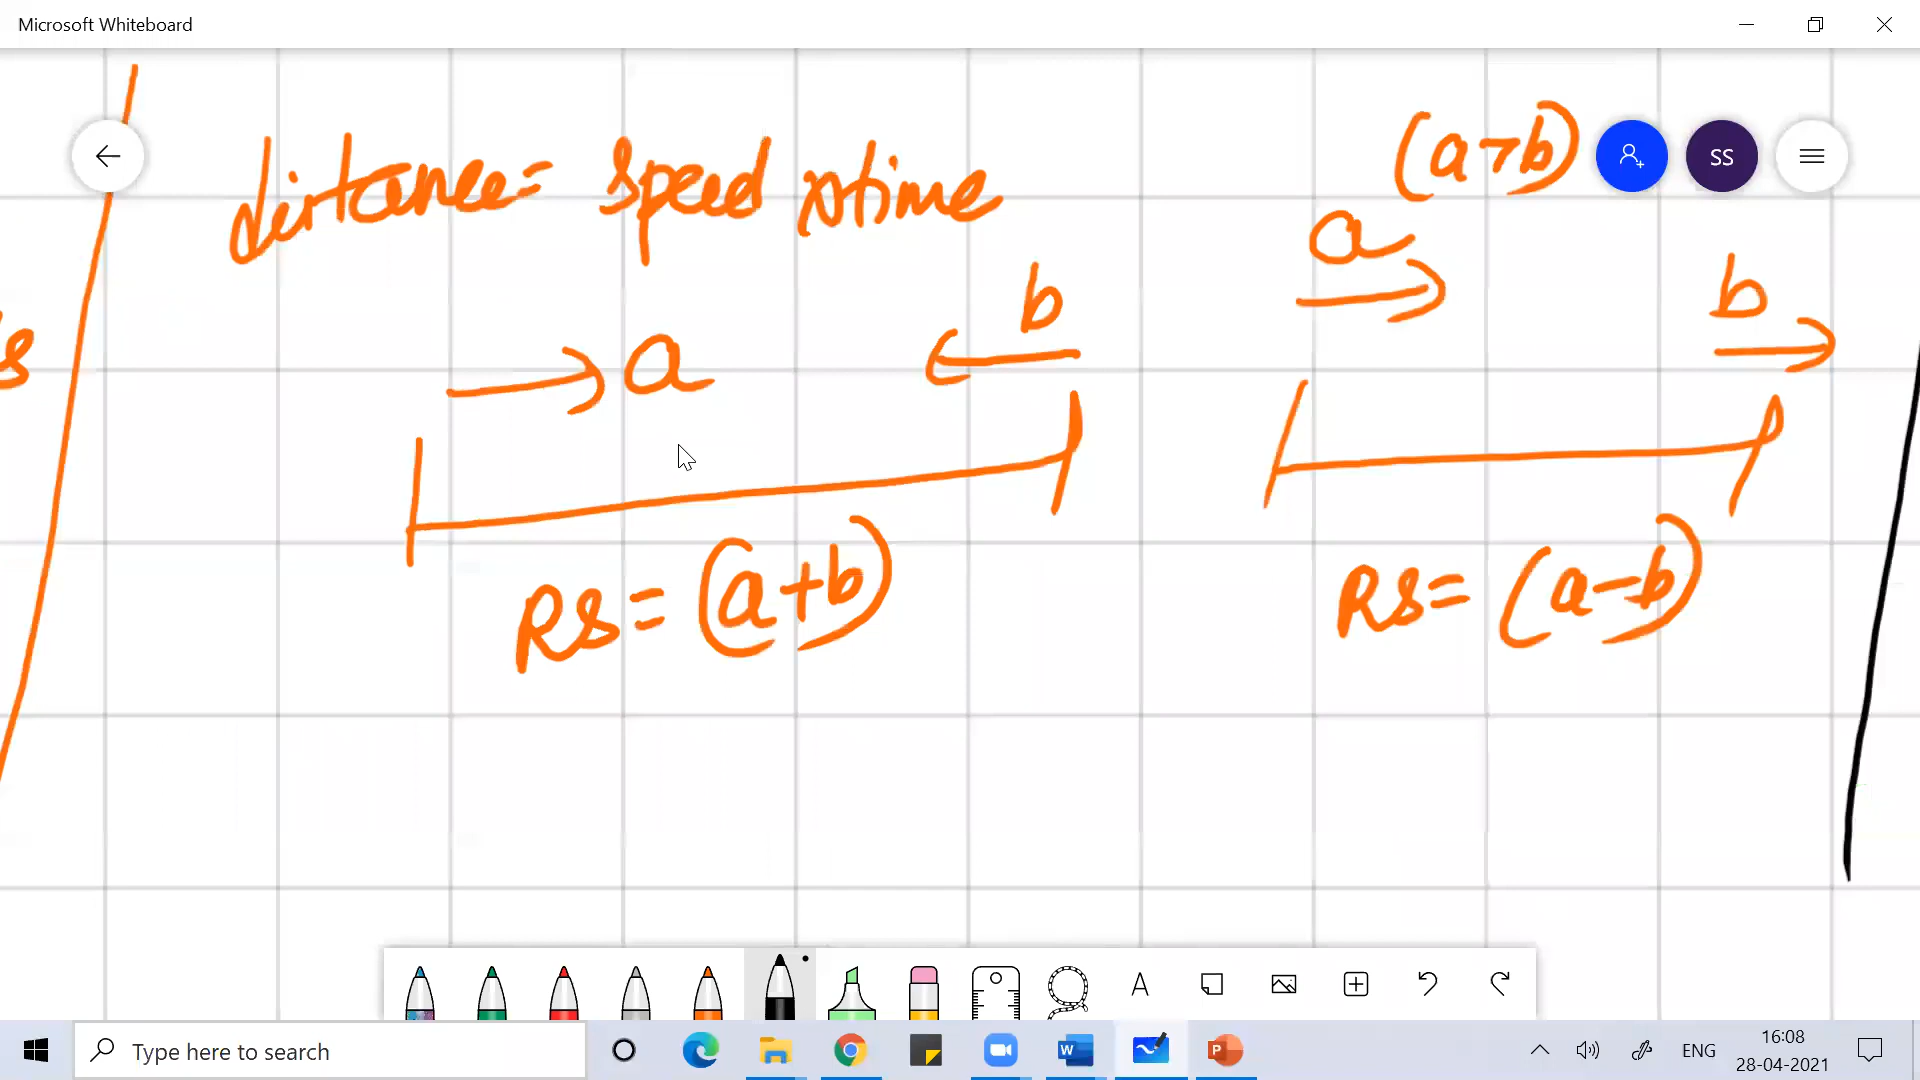 Microsoft Whiteboard
distance = speed x time
(a>b)
SS
a
b
a
b
RS = (a+b)
RS = (a-b)
A
Type here to search
W
P
ENG
16:08
28-04-2021